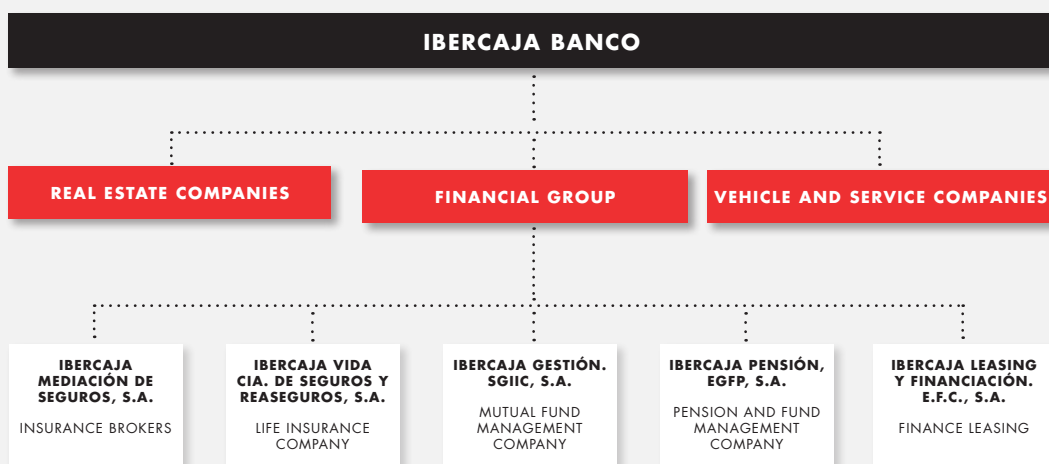 IBERCAJA BANCO
REAL ESTATE COMPANIES
FINANCIAL GROUP
VEHICLE AND SERVICE COMPANIES
IBERCAJA
MEDIACIÓN DE
SEGUROS, S.A.
INSURANCE BROKERS
IBERCAJA VIDA
CIA. DE SEGUROS Y
REASEGUROS, S.A.
LIFE INSURANCE
COMPANY
IBERCAJA GESTIÓN.
SGIIC, S.A.
MUTUAL FUND
MANAGEMENT
COMPANY
IBERCAJA PENSIÓN,
EGFP, S.A.
PENSION AND FUND
MANAGEMENT
COMPANY
IBERCAJA LEASING
Y FINANCIACIÓN.
E.F.C., S.A.
FINANCE LEASING